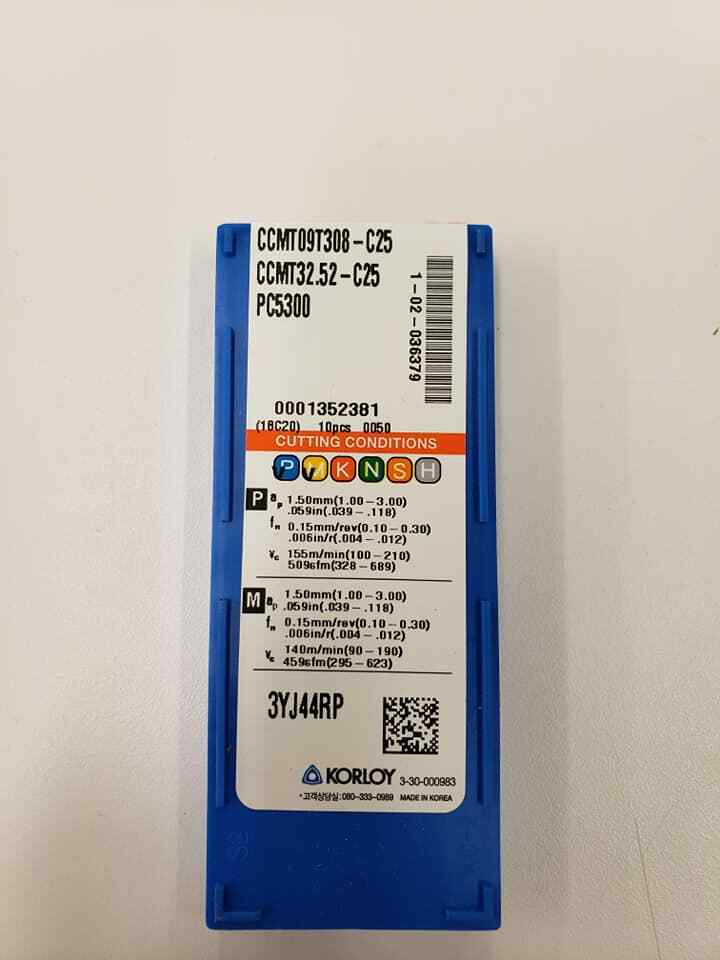 CCMT09T308-C25
CCMT32.52-C25
PC5300
1-02-036379
0001352381
(18C20) 10pcs 0050
CUTTING CONDITIONS
P M K N S H
P ap 1.50mm(1.00-3.00)
.059in(.039-.118)
fn 0.15mm/rev(0.10-0.30)
.006in/r(.004-.012)
vc 155m/min(100-210)
509sfm(328-689)
M ap 1.50mm(1.00-3.00)
.059in(.039-.118)
fn 0.15mm/rev(0.10-0.30)
.006in/r(.004-.012)
vc 140m/min(90-190)
459sfm(295-623)
3YJ44RP
KORLOY 3-30-000983
*고객상담실:080-333-0989 MADE IN KOREA